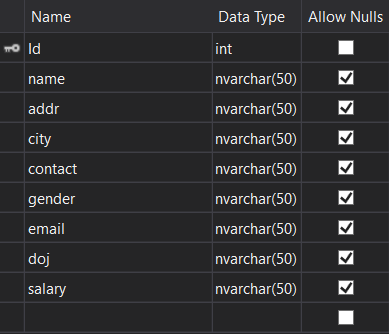 Name Data Type Allow Nulls
Id int
name nvarchar(50)
addr nvarchar(50)
city nvarchar(50)
contact nvarchar(50)
gender nvarchar(50)
email nvarchar(50)
doj nvarchar(50)
salary nvarchar(50)